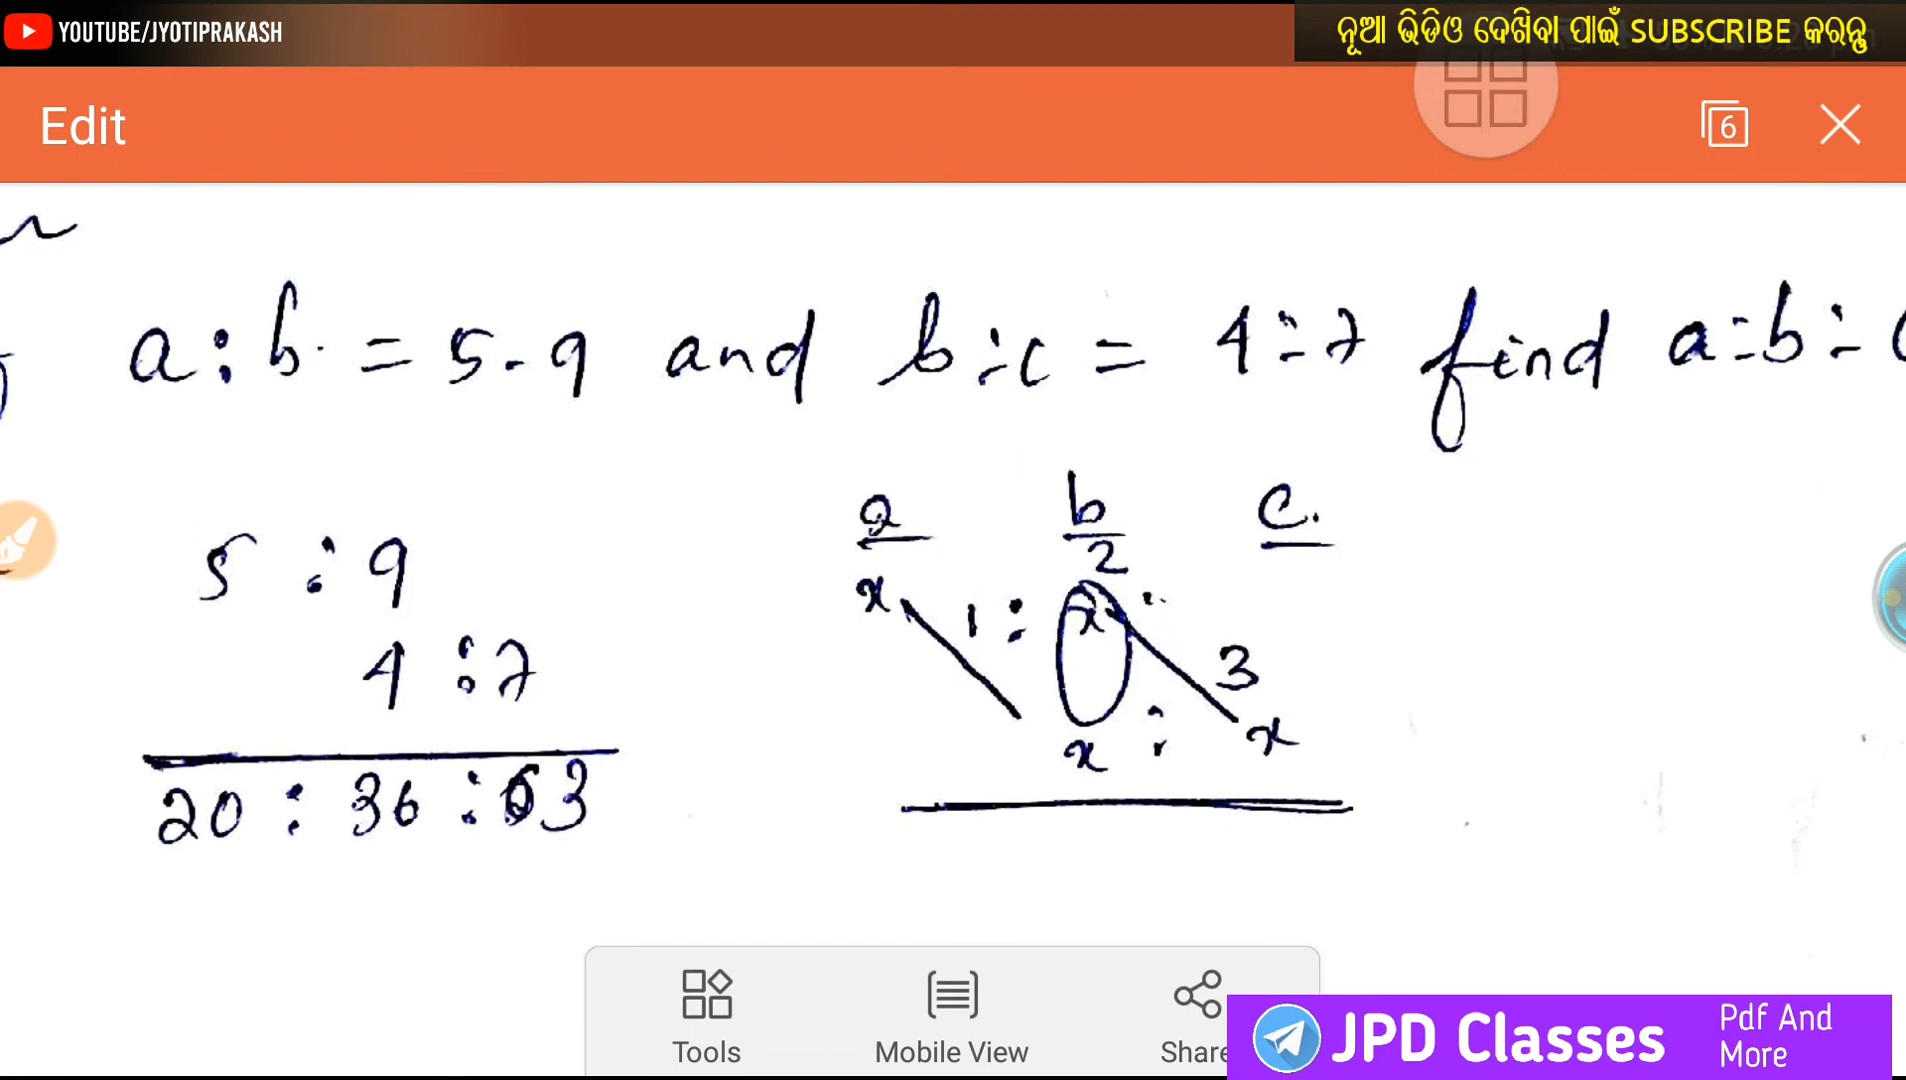 YOUTUBE/JYOTIPRAKASH
ନୂଆ ଭିଡିଓ ଦେଖିବା ପାଇଁ SUBSCRIBE କରନ୍ତୁ
Edit
6
a : b = 5 - 9 and b : c = 4 : 7 find a : b :
a b c.
2
5 : 9
x 1 : x :
4 : 7
3
x : x
20 : 36 : 63
Tools
Mobile View
Share
JPD Classes
Pdf And
More